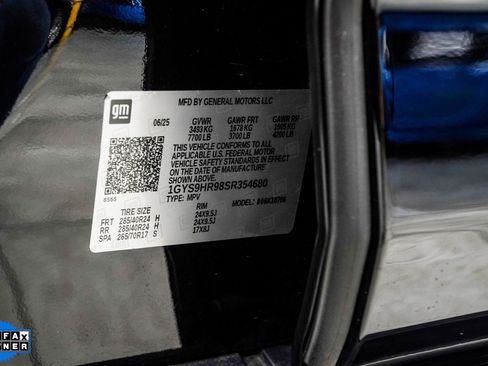 gm
MFD BY GENERAL MOTORS LLC
06/25 GVWR GAWR FRT GAWR RR
3493 KG 1678 KG 1905 KG
7700 LB 3700 LB 4200 LB
THIS VEHICLE CONFORMS TO ALL
APPLICABLE U.S. FEDERAL MOTOR
VEHICLE SAFETY STANDARDS IN EFFECT
ON THE DATE OF MANUFACTURE
SHOWN ABOVE.
1GYS9HR98SR354680
TYPE: MPV MODEL:
TIRE SIZE RIM
FRT 285/40R24 H 24X9.5J
RR 285/40R24 H 24X9.5J
SPA 265/70R17 S 17X8J